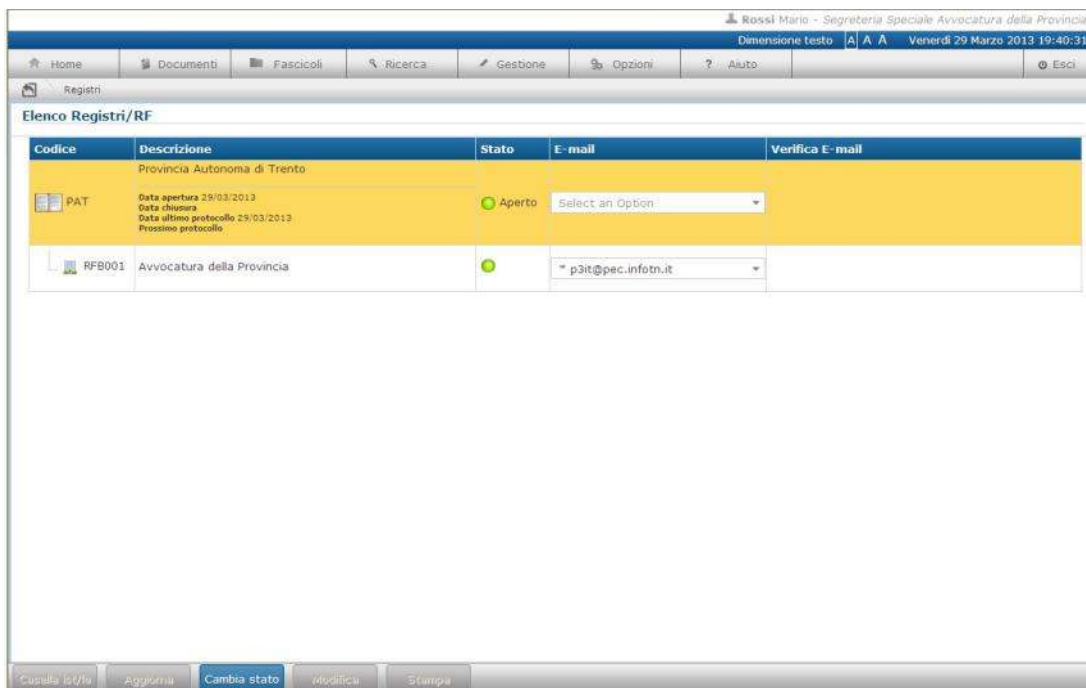 Rossi Mario - Segreteria Speciale Avvocatura della Provincia
Dimensione testo A A A Venerdì 29 Marzo 2013 19:40:31
Home Documenti Fascicoli Ricerca Gestione Opzioni ? Aiuto Esci
Registri
Elenco Registri/RF
Codice Descrizione Stato E-mail Verifica E-mail
Provincia Autonoma di Trento
PAT Aperto Select an Option
Data apertura 29/03/2013
Data chiusura
Data ultimo protocollo 29/03/2013
Prossimo protocollo
RFB001 Avvocatura della Provincia * p3it@pec.infotn.it
Casella ist/le Aggiorna Cambia stato Modifica Stampa